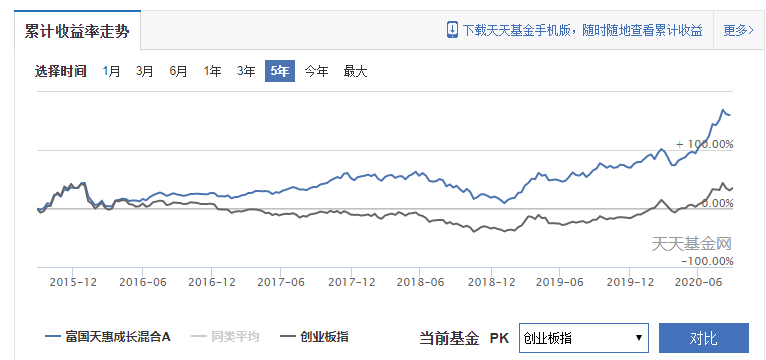 累计收益率走势 下载天天基金手机版，随时随地查看累计收益 更多>
选择时间 1月 3月 6月 1年 3年 5年 今年 最大
+ 100.00%
0.00%
天天基金网
-100.00%
2015-12 2016-06 2016-12 2017-06 2017-12 2018-06 2018-12 2019-06 2019-12 2020-06
富国天惠成长混合A 同类平均 创业板指 当前基金 PK 创业板指 对比